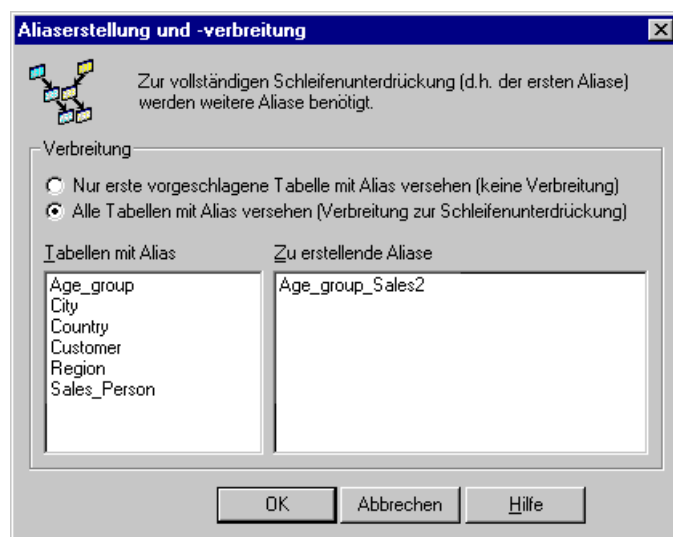 Aliaserstellung und -verbreitung
Zur vollständigen Schleifenunterdrückung (d.h. der ersten Aliase)
werden weitere Aliase benötigt.
Verbreitung
Nur erste vorgeschlagene Tabelle mit Alias versehen (keine Verbreitung)
Alle Tabellen mit Alias versehen (Verbreitung zur Schleifenunterdrückung)
Tabellen mit Alias
Zu erstellende Aliase
Age_group
City
Country
Customer
Region
Sales_Person
Age_group_Sales2
OK
Abbrechen
Hilfe